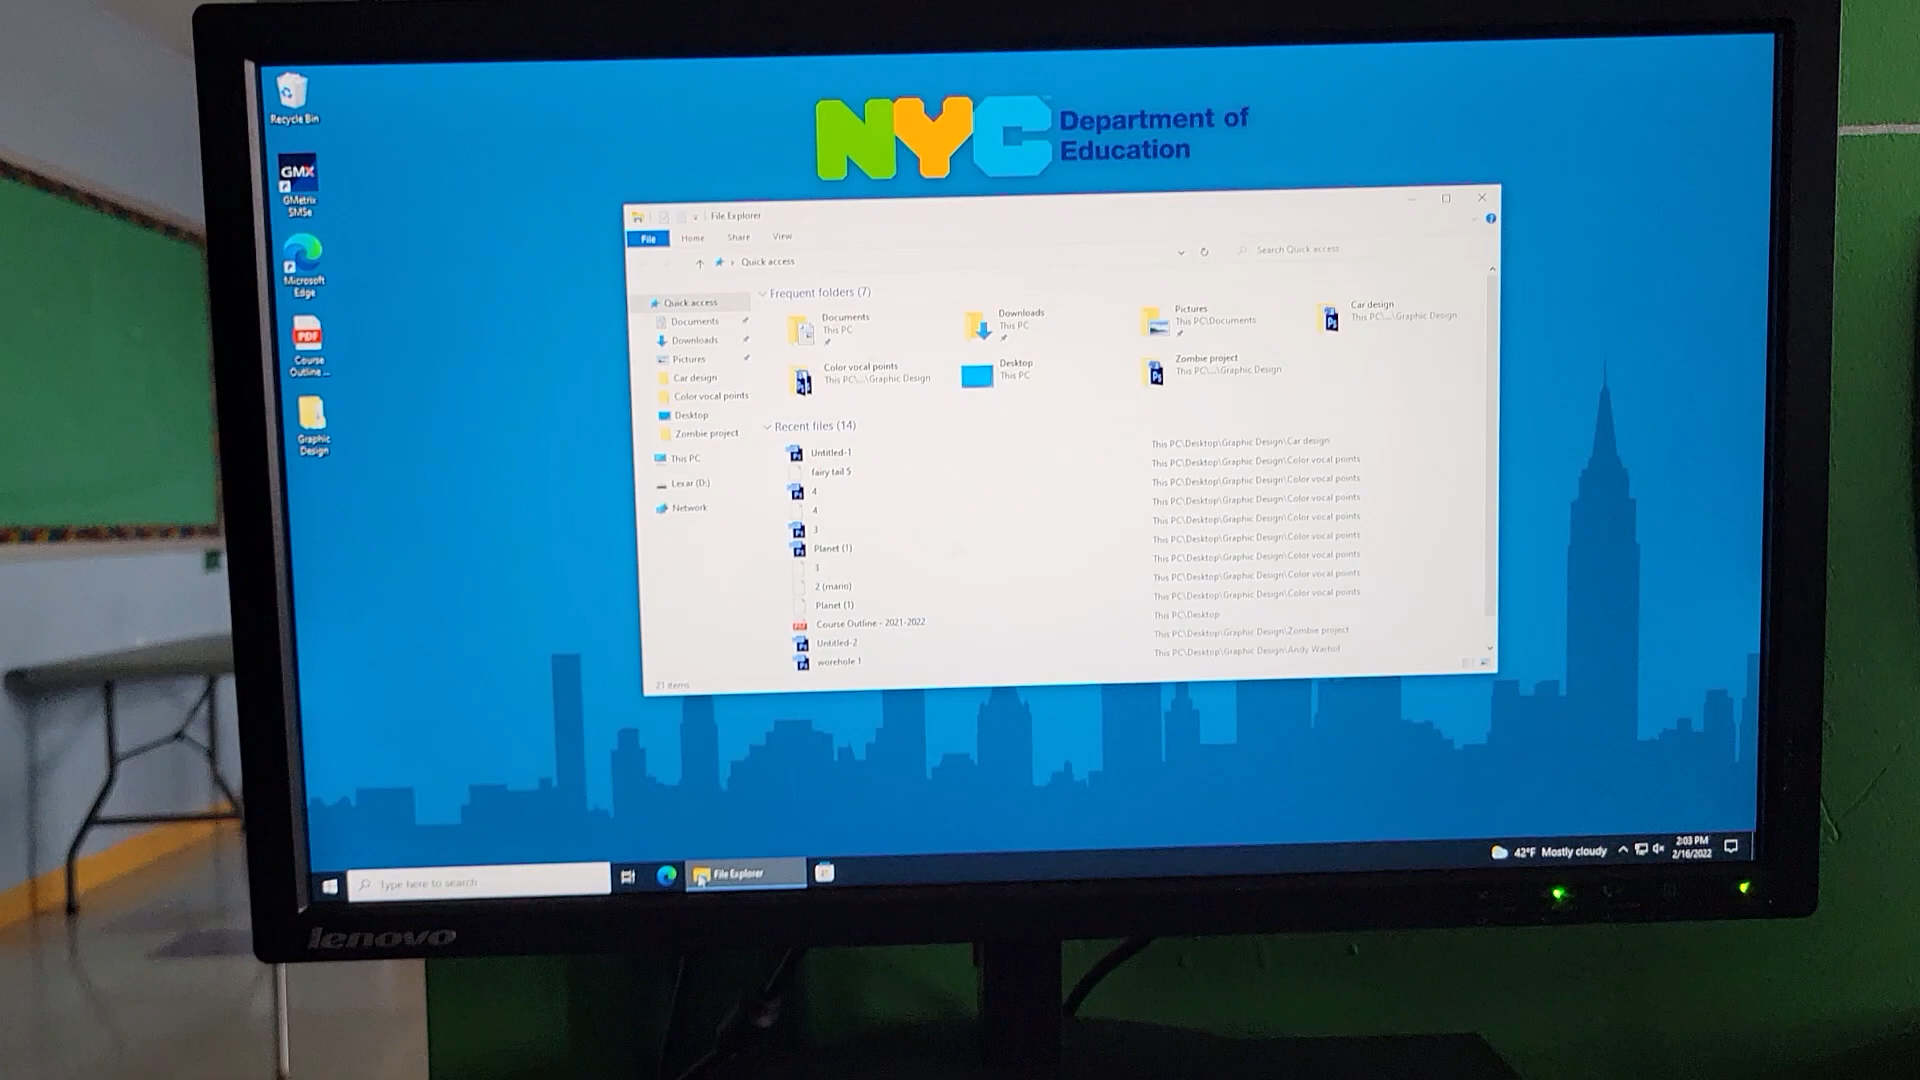 NYC Department of
Education
Recycle Bin
GMX
GMetrix
SMSe
Microsoft
Edge
PDF
Course
Outline ...
Graphic
Design
File Explorer
File Home Share View
Quick access
Search Quick access
Quick access
Documents
Downloads
Pictures
Car design
Color vocal points
Desktop
Zombie project
This PC
Lexar (D:)
Network
Frequent folders (7)
Documents
This PC
Downloads
This PC
Pictures
This PC\Documents
Car design
This PC\...\Graphic Design
Color vocal points
This PC\...\Graphic Design
Desktop
This PC
Zombie project
This PC\...\Graphic Design
Recent files (14)
Untitled-1 This PC\Desktop\Graphic Design\Car design
fairy tail 5 This PC\Desktop\Graphic Design\Color vocal points
4 This PC\Desktop\Graphic Design\Color vocal points
4 This PC\Desktop\Graphic Design\Color vocal points
3 This PC\Desktop\Graphic Design\Color vocal points
Planet (1) This PC\Desktop\Graphic Design\Color vocal points
3 This PC\Desktop\Graphic Design\Color vocal points
2 (mario) This PC\Desktop\Graphic Design\Color vocal points
Planet (1) This PC\Desktop\Graphic Design\Color vocal points
Course Outline - 2021-2022 This PC\Desktop
Untitled-2 This PC\Desktop\Graphic Design\Zombie project
worehole 1 This PC\Desktop\Graphic Design\Andy Warhol
21 items
Type here to search
File Explorer
42°F Mostly cloudy
2:03 PM
2/16/2022
lenovo